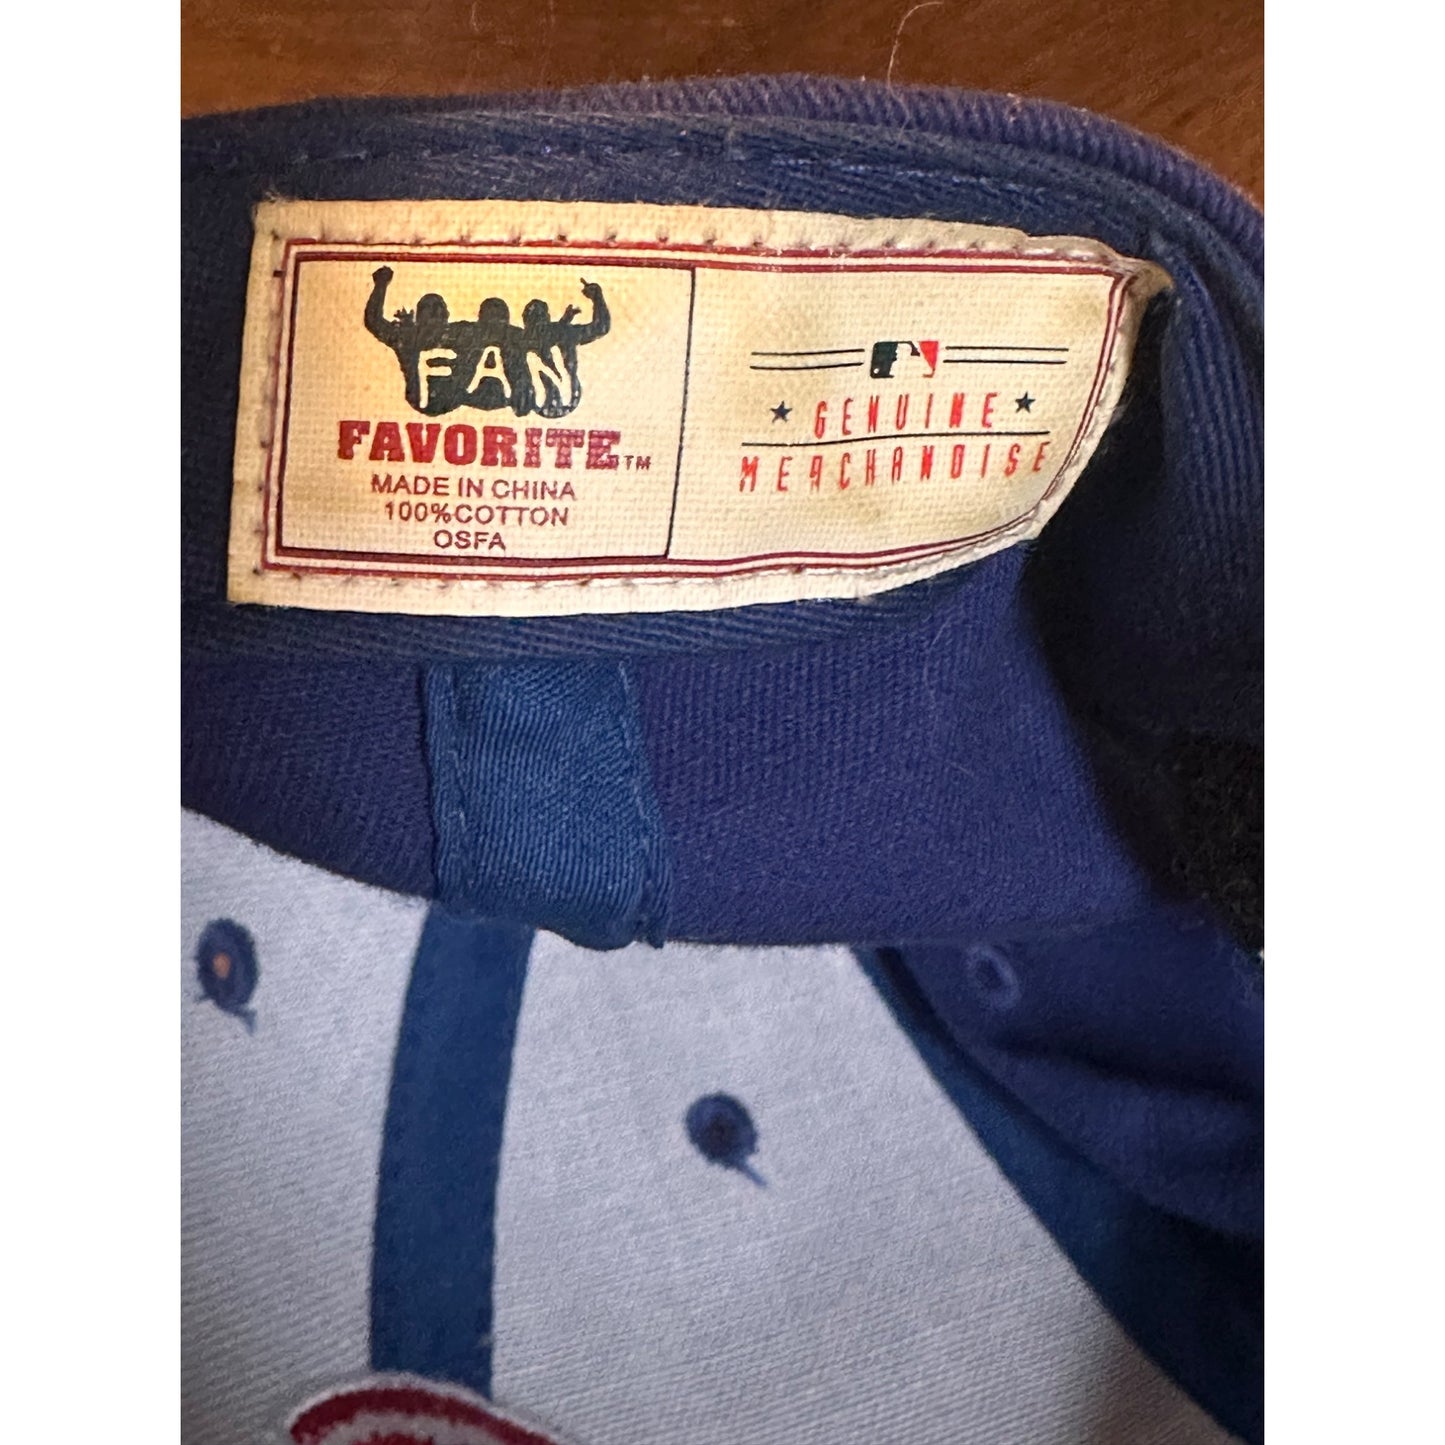 FAN
FAVORITE™
MADE IN CHINA
100%COTTON
OSFA
GENUINE
MERCHANDISE